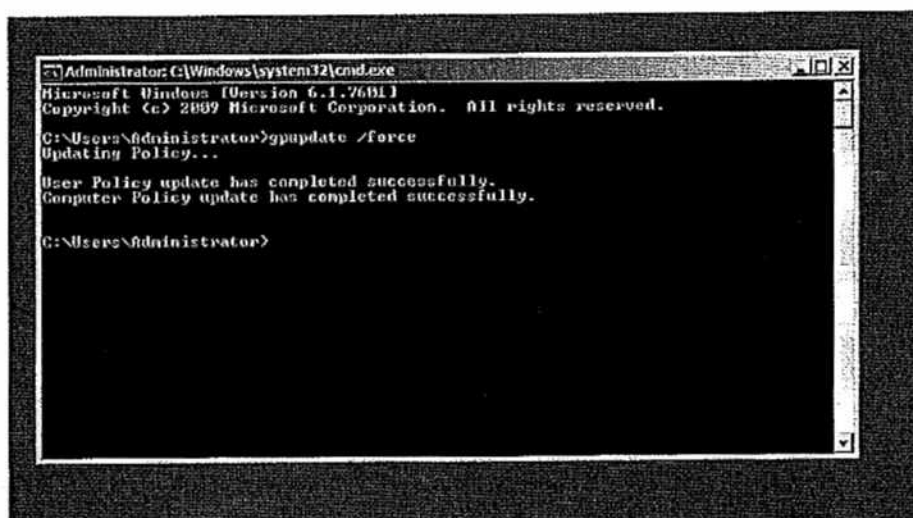 Administrator: C:\Windows\system32\cmd.exe
Microsoft Windows [Version 6.1.7601]
Copyright (c) 2009 Microsoft Corporation. All rights reserved.
C:\Users\Administrator>gpupdate /force
Updating Policy...
User Policy update has completed successfully.
Computer Policy update has completed successfully.
C:\Users\Administrator>